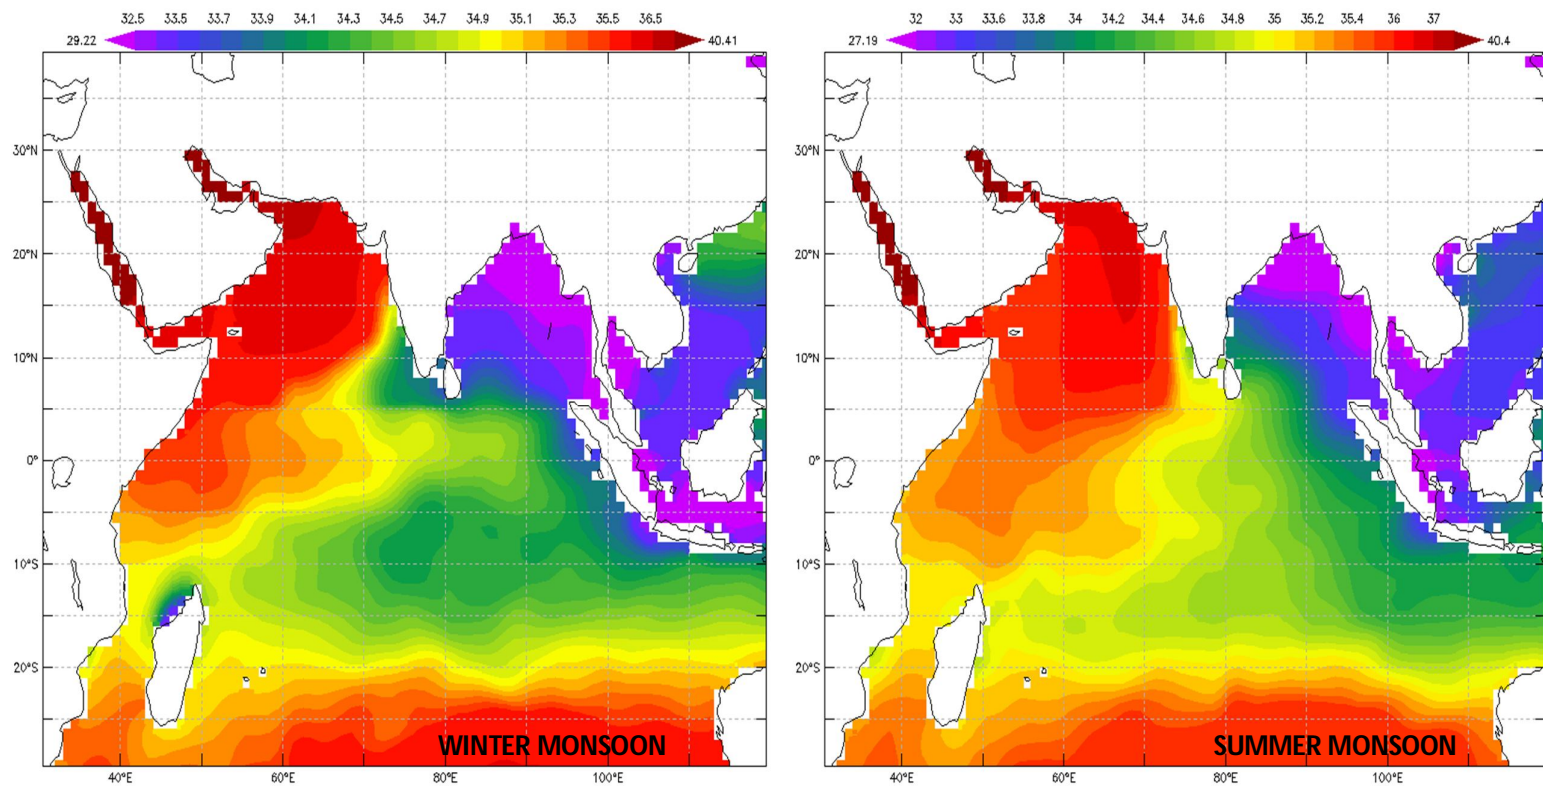 32.5 33.5 33.7 33.9 34.1 34.3 34.5 34.7 34.9 35.1 35.3 35.5 36.5
29.22 40.41
30°N
20°N
10°N
0°
10°S
20°S
40°E 60°E 80°E 100°E
WINTER MONSOON
32 33 33.6 33.8 34 34.2 34.4 34.6 34.8 35 35.2 35.4 36 37
27.19 40.4
30°N
20°N
10°N
0°
10°S
20°S
40°E 60°E 80°E 100°E
SUMMER MONSOON